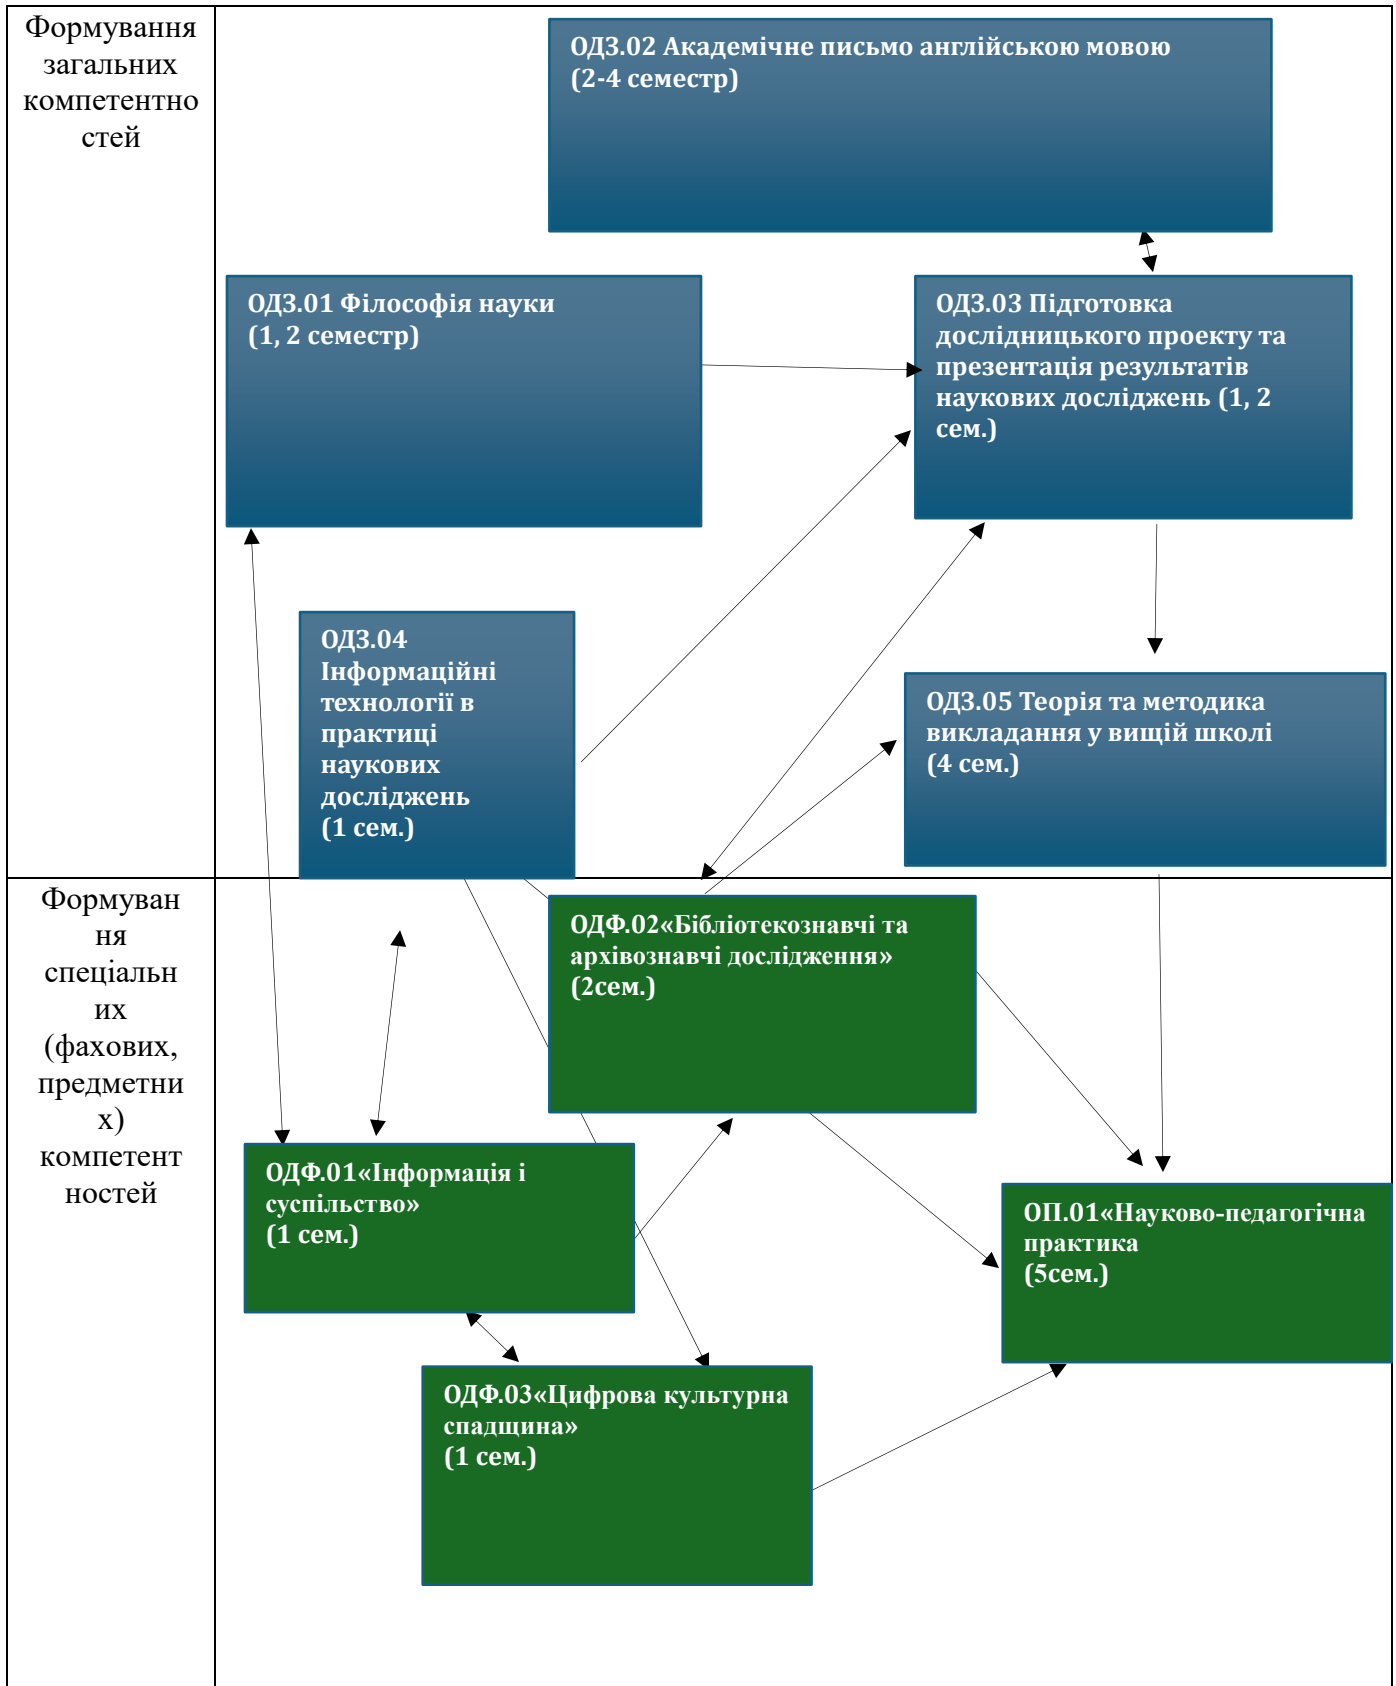 Формування
загальних
компетентно
стей
ОДЗ.02 Академічне письмо англійською мовою
(2-4 семестр)
ОДЗ.01 Філософія науки
(1, 2 семестр)
ОДЗ.03 Підготовка
дослідницького проекту та
презентація результатів
наукових досліджень (1, 2
сем.)
ОДЗ.04
Інформаційні
технології в
практиці
наукових
досліджень
(1 сем.)
ОДЗ.05 Теорія та методика
викладання у вищій школі
(4 сем.)
Формуван
ня
спеціальн
их
(фахових,
предметни
х)
компетент
ностей
ОДФ.02«Бібліотекознавчі та
архівознавчі дослідження»
(2сем.)
ОДФ.01«Інформація і
суспільство»
(1 сем.)
ОП.01«Науково-педагогічна
практика
(5сем.)
ОДФ.03«Цифрова культурна
спадщина»
(1 сем.)